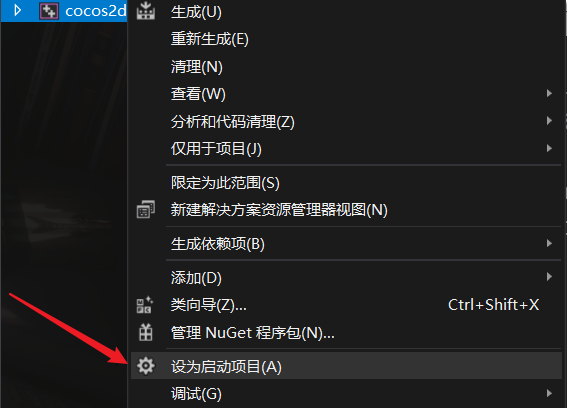 cocos2d
生成(U)
重新生成(E)
清理(N)
查看(W)
分析和代码清理(Z)
仅用于项目(J)
限定为此范围(S)
新建解决方案资源管理器视图(N)
生成依赖项(B)
添加(D)
类向导(Z)... Ctrl+Shift+X
管理 NuGet 程序包(N)...
设为启动项目(A)
调试(G)